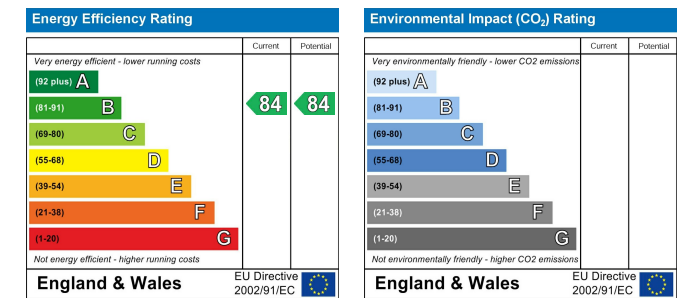 Energy Efficiency Rating
Current Potential
Very energy efficient - lower running costs
(92 plus) A
(81-91) B 84 84
(69-80) C
(55-68) D
(39-54) E
(21-38) F
(1-20) G
Not energy efficient - higher running costs
England & Wales EU Directive
2002/91/EC
Environmental Impact (CO2) Rating
Current Potential
Very environmentally friendly - lower CO2 emissions
(92 plus) A
(81-91) B
(69-80) C
(55-68) D
(39-54) E
(21-38) F
(1-20) G
Not environmentally friendly - higher CO2 emissions
England & Wales EU Directive
2002/91/EC